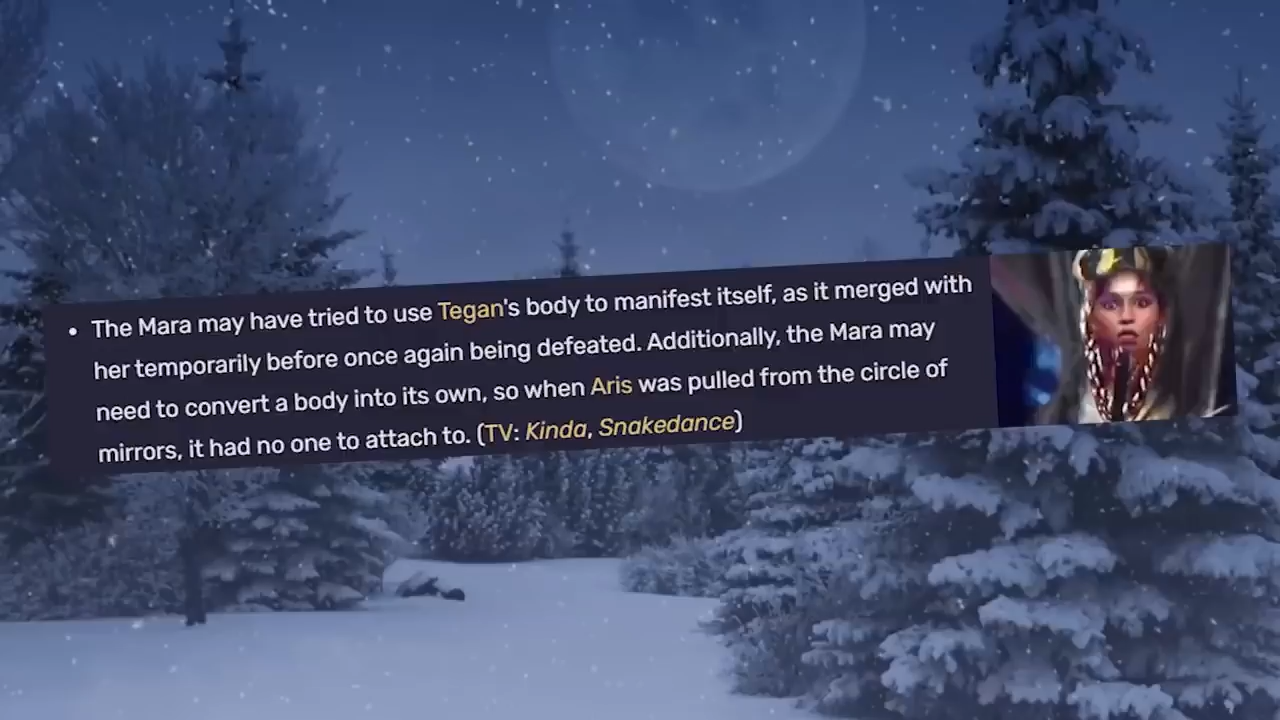 • The Mara may have tried to use Tegan's body to manifest itself, as it merged with
her temporarily before once again being defeated. Additionally, the Mara may
need to convert a body into its own, so when Aris was pulled from the circle of
mirrors, it had no one to attach to. (TV: Kinda, Snakedance)